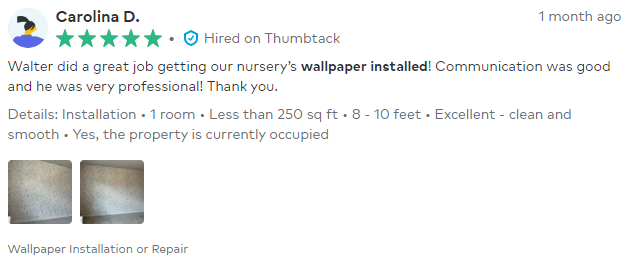 Carolina D.
1 month ago
• Hired on Thumbtack
Walter did a great job getting our nursery's wallpaper installed! Communication was good
and he was very professional! Thank you.
Details: Installation • 1 room • Less than 250 sq ft • 8 - 10 feet • Excellent - clean and
smooth • Yes, the property is currently occupied
Wallpaper Installation or Repair